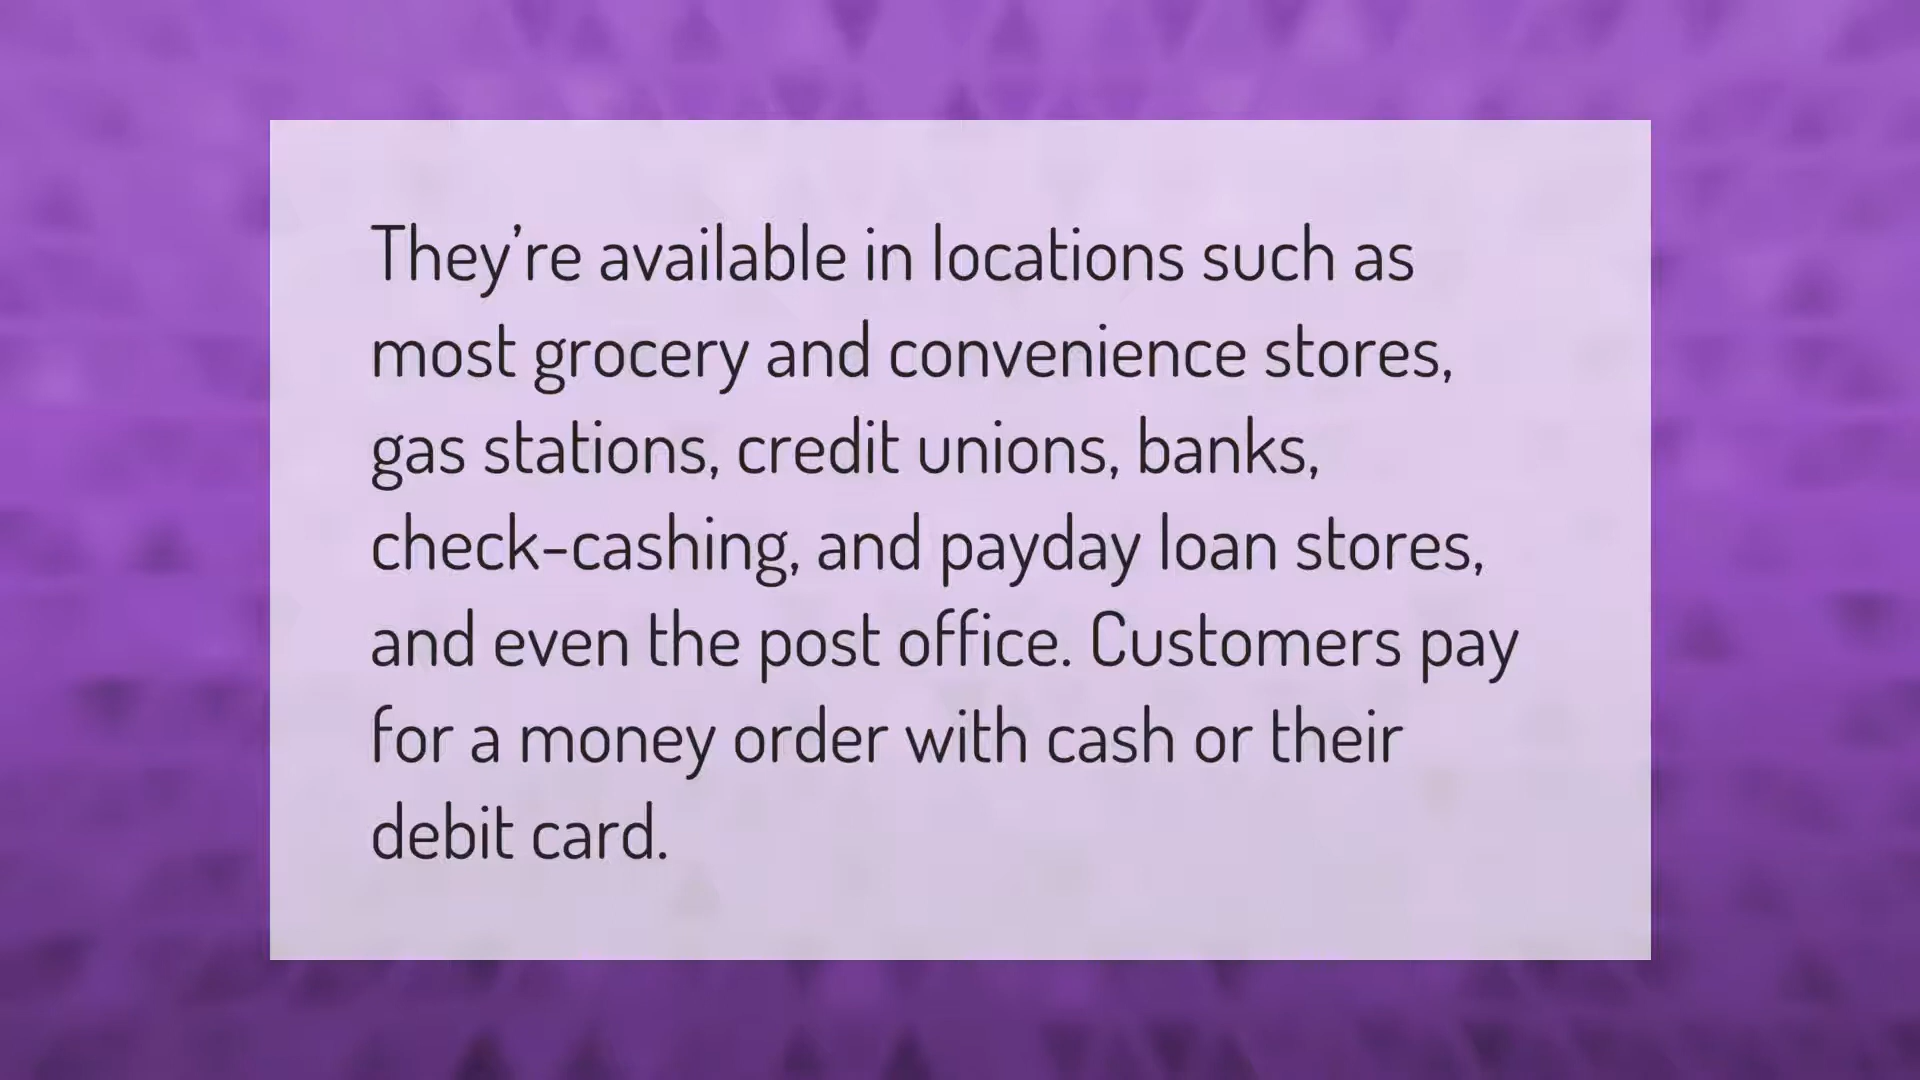 They're available in locations such as
most grocery and convenience stores,
gas stations, credit unions, banks,
check-cashing, and payday loan stores,
and even the post office. Customers pay
for a money order with cash or their
debit card.